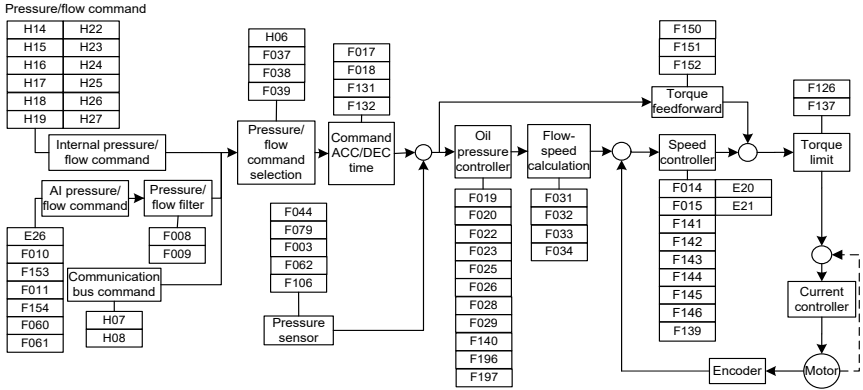 Pressure/flow command
H14 H22
H15 H23
H16 H24
H17 H25
H18 H26
H19 H27
Internal pressure/
flow command
AI pressure/
flow command
Pressure/
flow filter
E26
F010
F153
F011
F154
F060
F061
F008
F009
Communication
bus command
H07
H08
H06
F037
F038
F039
Pressure/
flow
command
selection
F017
F018
F131
F132
Command
ACC/DEC
time
F044
F079
F003
F062
F106
Pressure
sensor
Oil
pressure
controller
F019
F020
F022
F023
F025
F026
F028
F029
F140
F196
F197
Flow-
speed
calculation
F031
F032
F033
F034
F150
F151
F152
Torque
feedforward
Speed
controller
F014 E20
F015 E21
F141
F142
F143
F144
F145
F146
F139
F126
F137
Torque
limit
Current
controller
Encoder
Motor